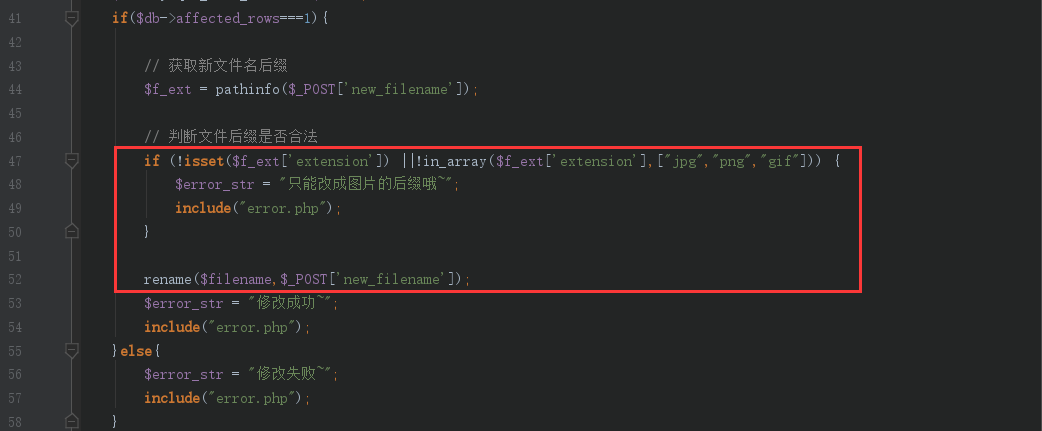 41 if($db->affected_rows===1){
42
43 // 获取新文件名后缀
44 $f_ext = pathinfo($_POST['new_filename']);
45
46 // 判断文件后缀是否合法
47 if (!isset($f_ext['extension']) ||!in_array($f_ext['extension'],["jpg","png","gif"])) {
48 $error_str = "只能改成图片的后缀哦~";
49 include("error.php");
50 }
51
52 rename($filename,$_POST['new_filename']);
53 $error_str = "修改成功~";
54 include("error.php");
55 }else{
56 $error_str = "修改失败~";
57 include("error.php");
58 }